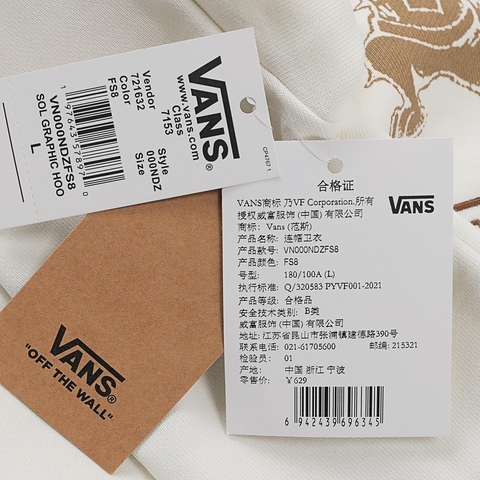 VANS
www.vans.com
Class
7153
Vendor
721632
Color
FS8
Style
000NDZ
Size
VN000NDZFS8
SOL GRAPHIC HOO
L
VANS
"OFF THE WALL"
合格证
VANS
VANS商标 乃VF Corporation.所有
授权威富服饰 (中国) 有限公司
商标: Vans (范斯)
产品名称: 连帽卫衣
产品款号: VN000NDZFS8
产品颜色: FS8
号型: 180/100A (L)
执行标准: Q/320583 PYVF001-2021
产品等级: 合格品
安全技术类别: B类
威富服饰 (中国) 有限公司
地址: 江苏省昆山市张浦镇建德路390号
联系电话: 021-61705600 邮编: 215321
检验员: 01
产地: 中国 浙江 宁波
零售价: ¥629
6 942439 696345